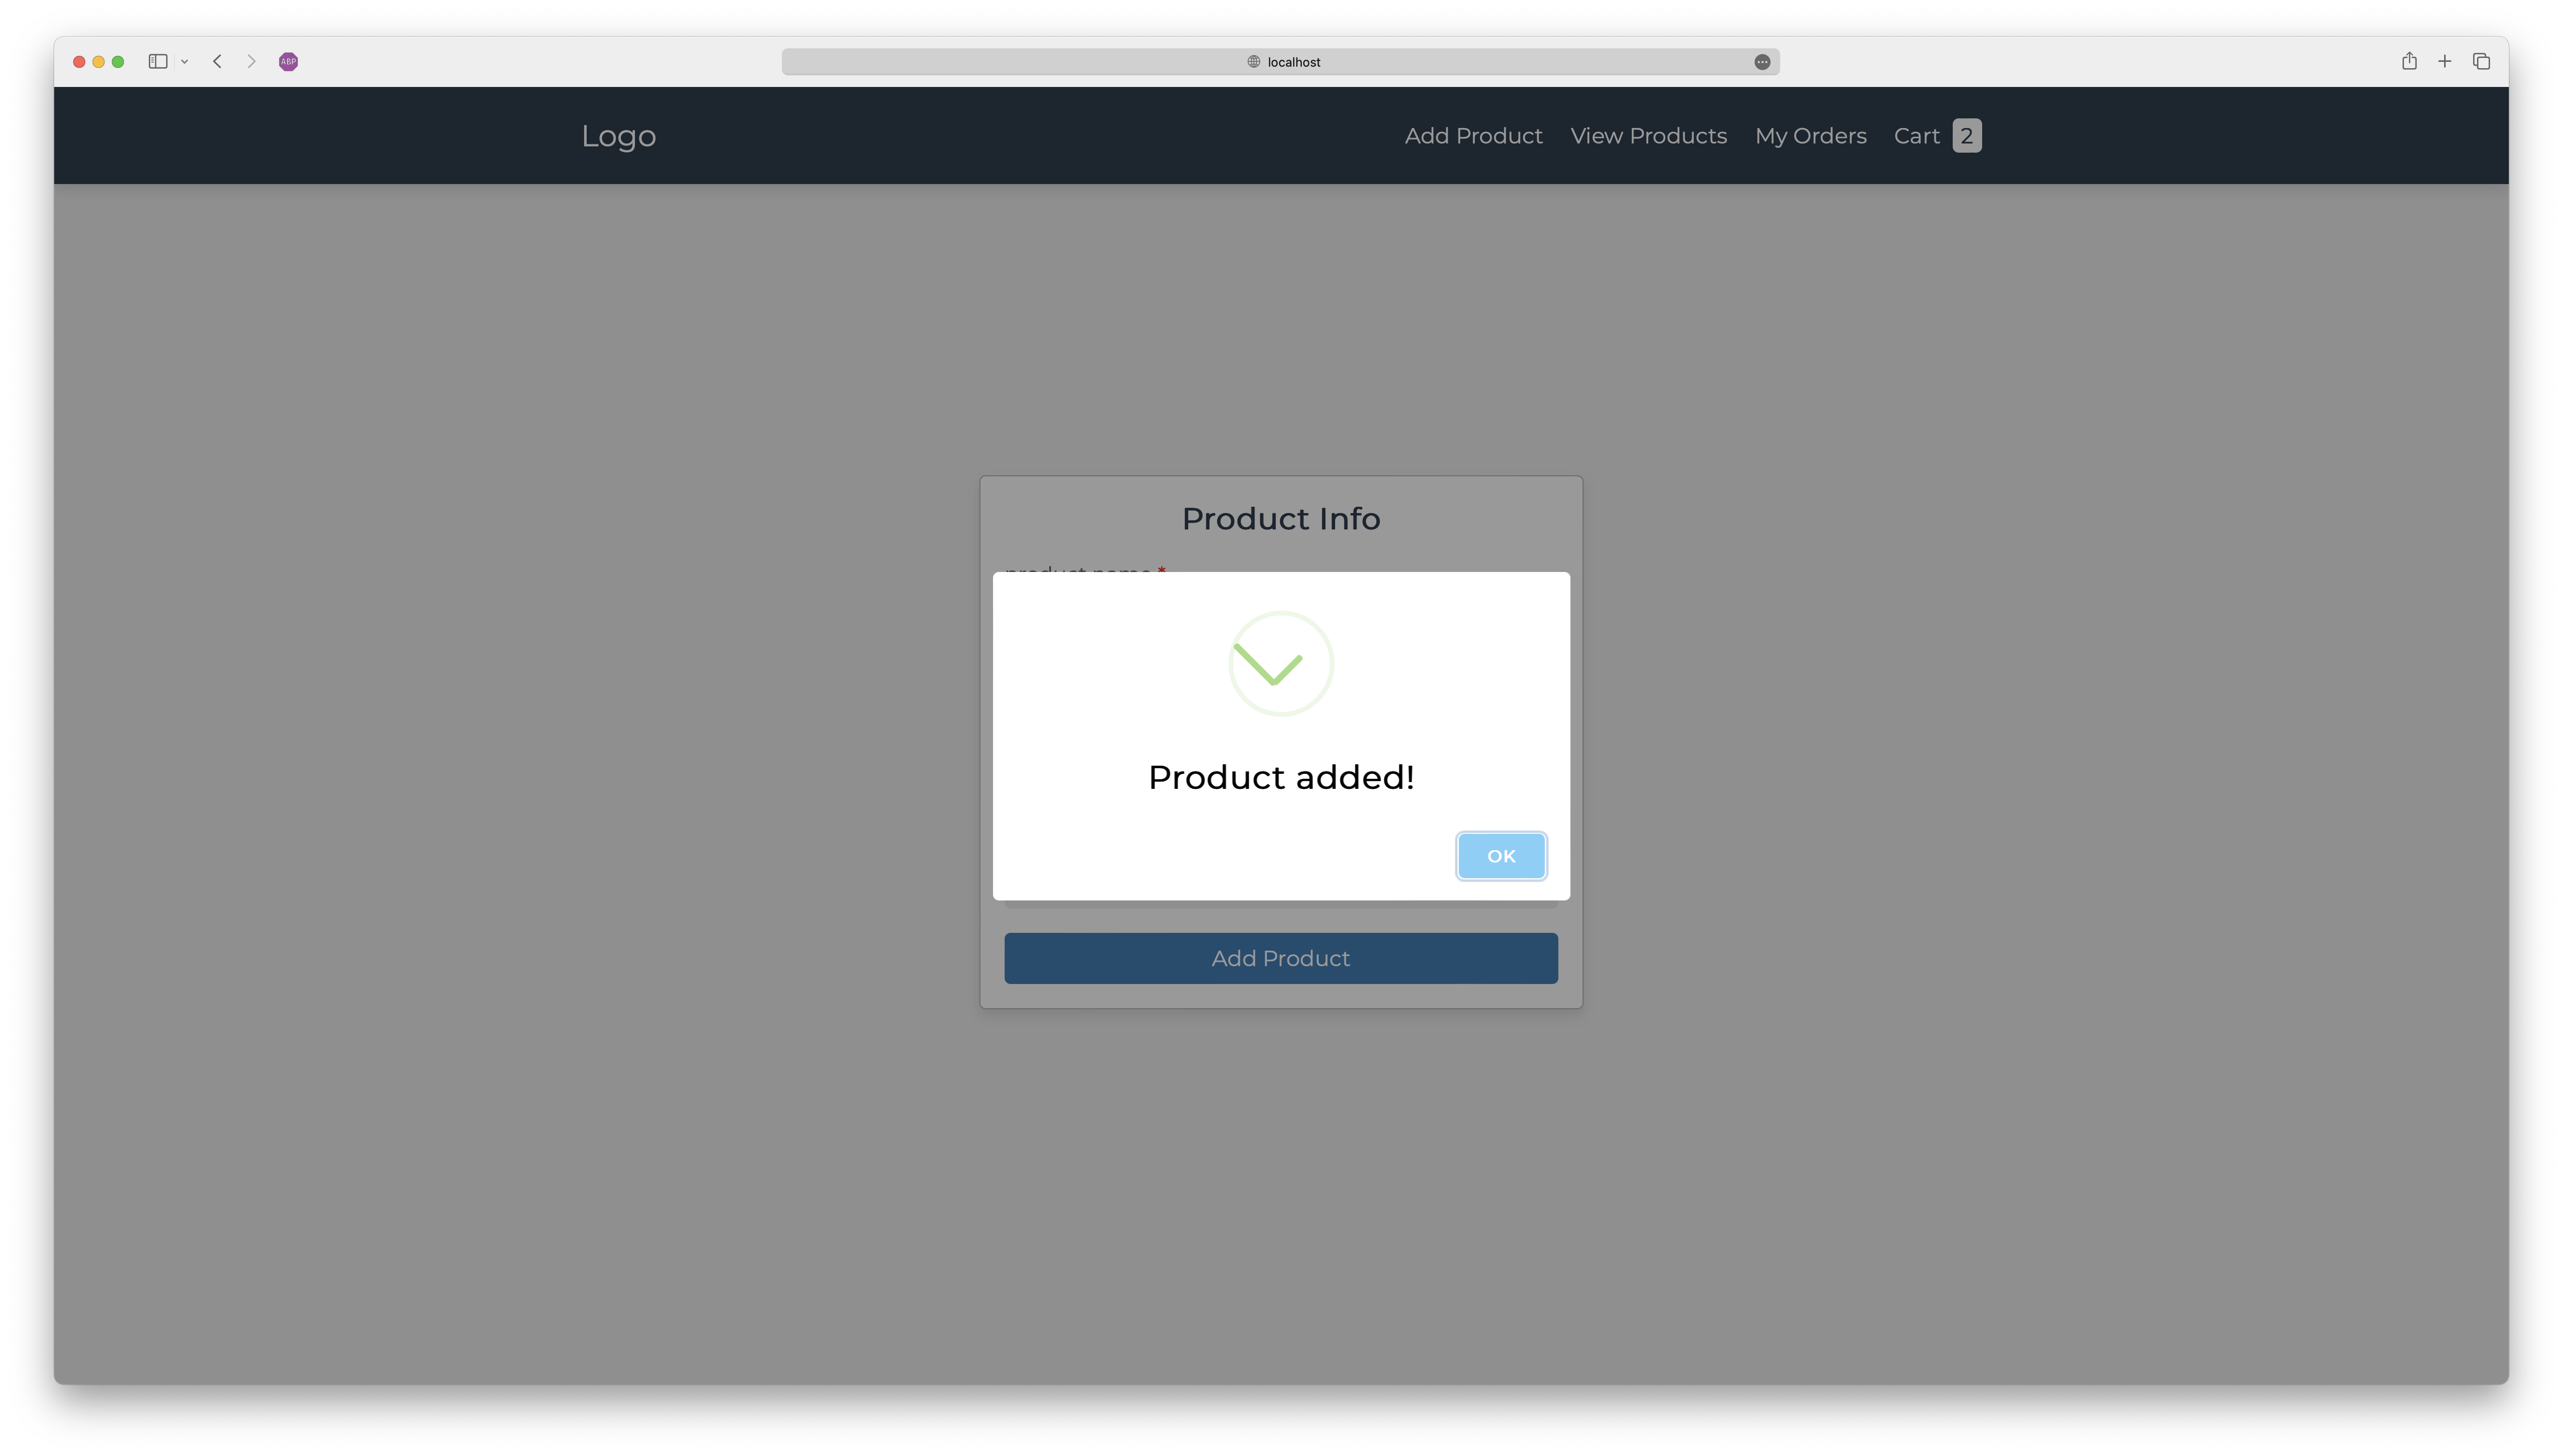 ABP
localhost
Logo
Add Product View Products My Orders Cart 2
Product Info
product name *
Product added!
OK
Add Product